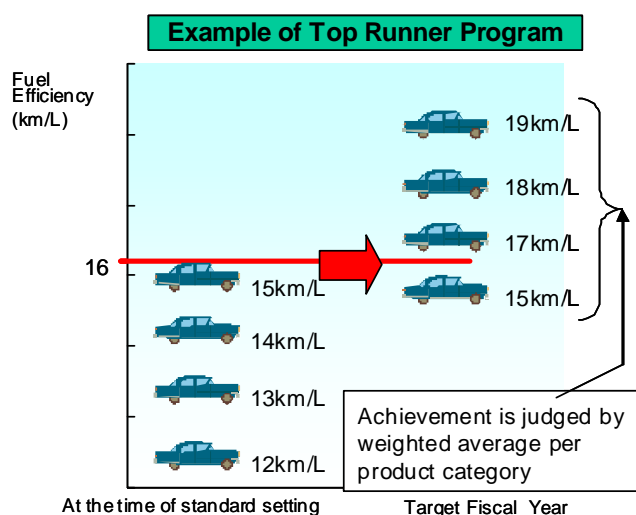 Example of Top Runner Program
Fuel
Efficiency
(km/L)
19km/L
18km/L
17km/L
16
15km/L
15km/L
14km/L
13km/L
12km/L
Achievement is judged by
weighted average per
product category
At the time of standard setting
Target Fiscal Year